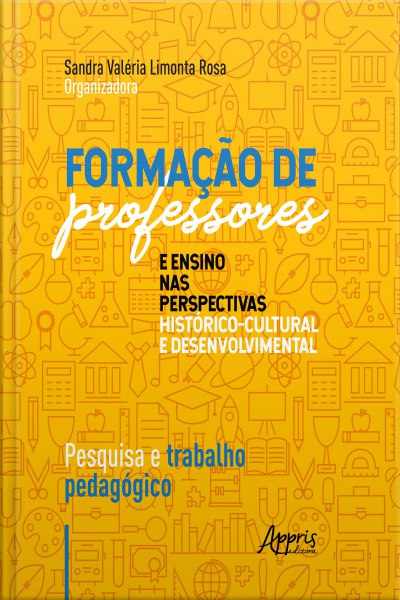 Sandra Valéria Limonta Rosa
Organizadora
FORMAÇÃO DE
professores
E ENSINO
NAS
PERSPECTIVAS
HISTÓRICO-CULTURAL
E DESENVOLVIMENTAL
Pesquisa e trabalho
pedagógico
Appris
editora